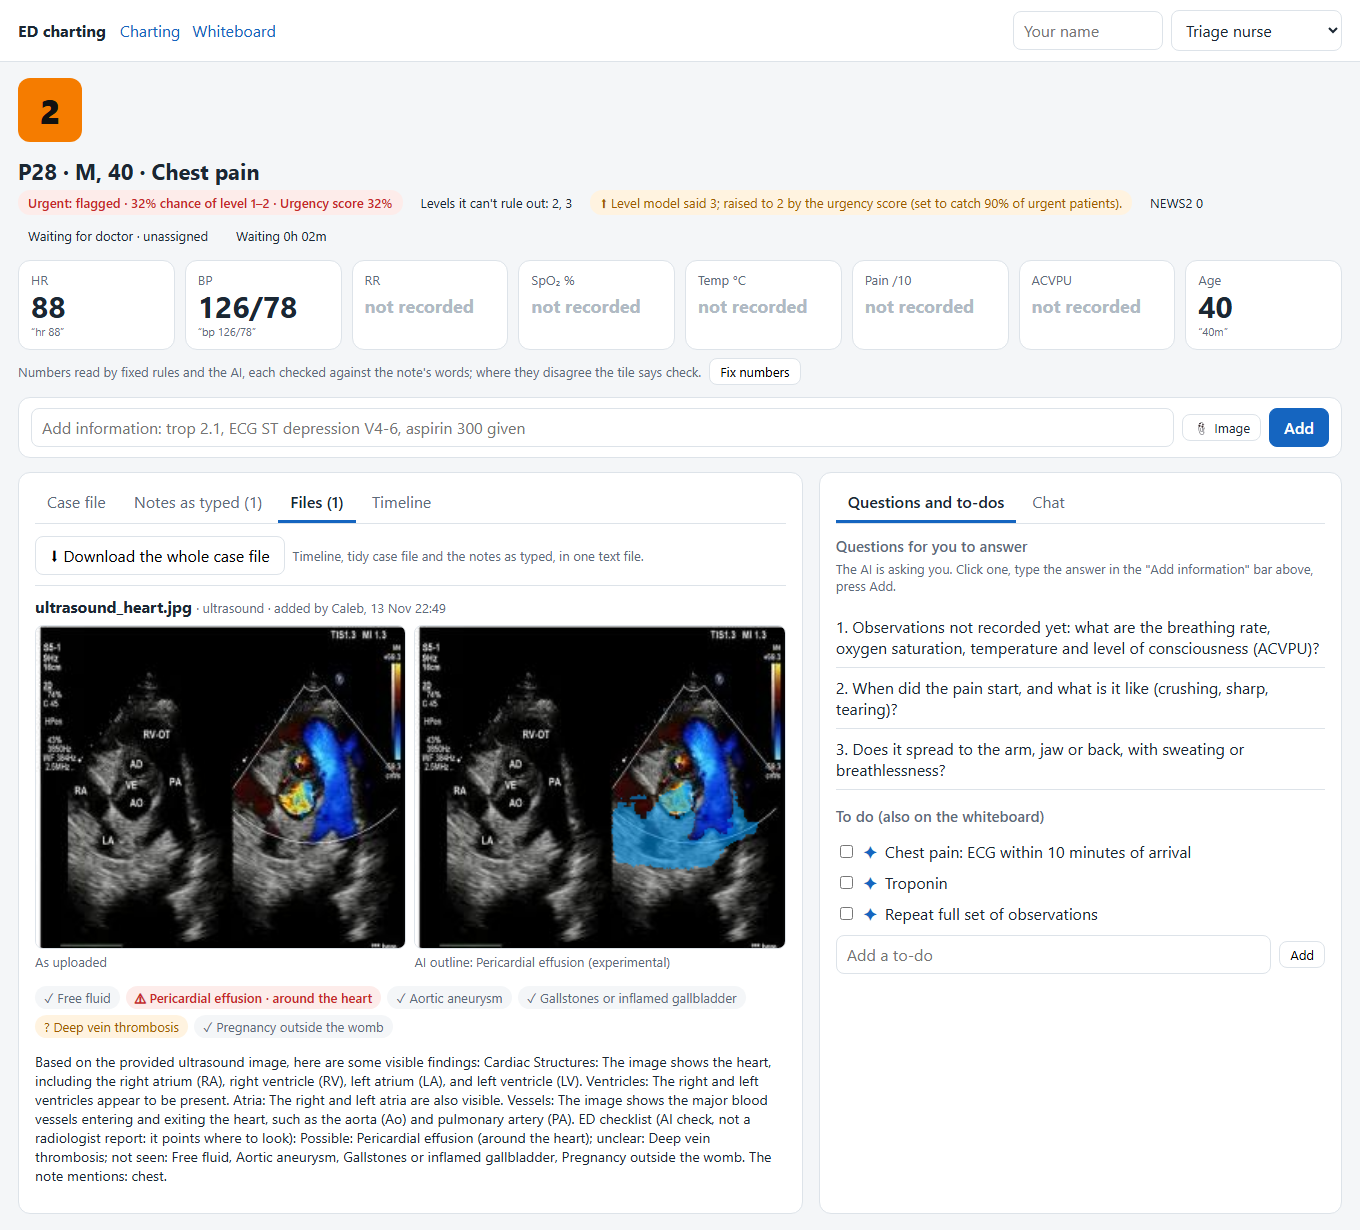 ED charting Charting Whiteboard Your name Triage nurse
2
P28 · M, 40 · Chest pain
Urgent: flagged · 32% chance of level 1–2 · Urgency score 32% Levels it can't rule out: 2, 3 ⬆ Level model said 3; raised to 2 by the urgency score (set to catch 90% of urgent patients). NEWS2 0
Waiting for doctor · unassigned Waiting 0h 02m
HR BP RR SpO₂ % Temp °C Pain /10 ACVPU Age
88 126/78 not recorded not recorded not recorded not recorded not recorded 40
“hr 88” “bp 126/78” “40m”
Numbers read by fixed rules and the AI, each checked against the note's words; where they disagree the tile says check. Fix numbers
Add information: trop 2.1, ECG ST depression V4-6, aspirin 300 given Image Add
Case file Notes as typed (1) Files (1) Timeline
⬇ Download the whole case file Timeline, tidy case file and the notes as typed, in one text file.
ultrasound_heart.jpg · ultrasound · added by Caleb, 13 Nov 22:49
TIS1.3 MI 1.3 TIS1.3 MI 1.3
S5-1 S5-1
RV-OT RV-OT
AO AO
VE PA VE PA
RA RA
AO AO
LA LA
As uploaded AI outline: Pericardial effusion (experimental)
✓ Free fluid ⚠ Pericardial effusion · around the heart ✓ Aortic aneurysm ✓ Gallstones or inflamed gallbladder
? Deep vein thrombosis ✓ Pregnancy outside the womb
Based on the provided ultrasound image, here are some visible findings: Cardiac Structures: The image shows the heart,
including the right atrium (RA), right ventricle (RV), left atrium (LA), and left ventricle (LV). Ventricles: The right and left
ventricles appear to be present. Atria: The right and left atria are also visible. Vessels: The image shows the major blood
vessels entering and exiting the heart, such as the aorta (Ao) and pulmonary artery (PA). ED checklist (AI check, not a
radiologist report: it points where to look): Possible: Pericardial effusion (around the heart); unclear: Deep vein
thrombosis; not seen: Free fluid, Aortic aneurysm, Gallstones or inflamed gallbladder, Pregnancy outside the womb. The
note mentions: chest.
Questions and to-dos Chat
Questions for you to answer
The AI is asking you. Click one, type the answer in the "Add information" bar above,
press Add.
1. Observations not recorded yet: what are the breathing rate,
oxygen saturation, temperature and level of consciousness (ACVPU)?
2. When did the pain start, and what is it like (crushing, sharp,
tearing)?
3. Does it spread to the arm, jaw or back, with sweating or
breathlessness?
To do (also on the whiteboard)
Chest pain: ECG within 10 minutes of arrival
Troponin
Repeat full set of observations
Add a to-do Add